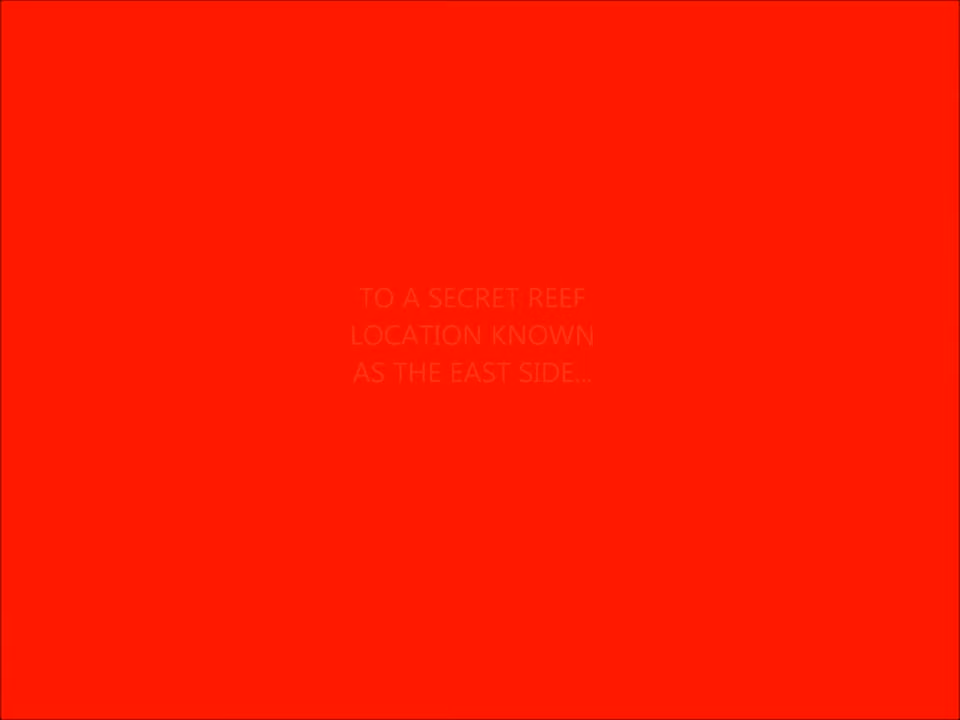 TO A SECRET REEF
LOCATION KNOWN
AS THE EAST SIDE...